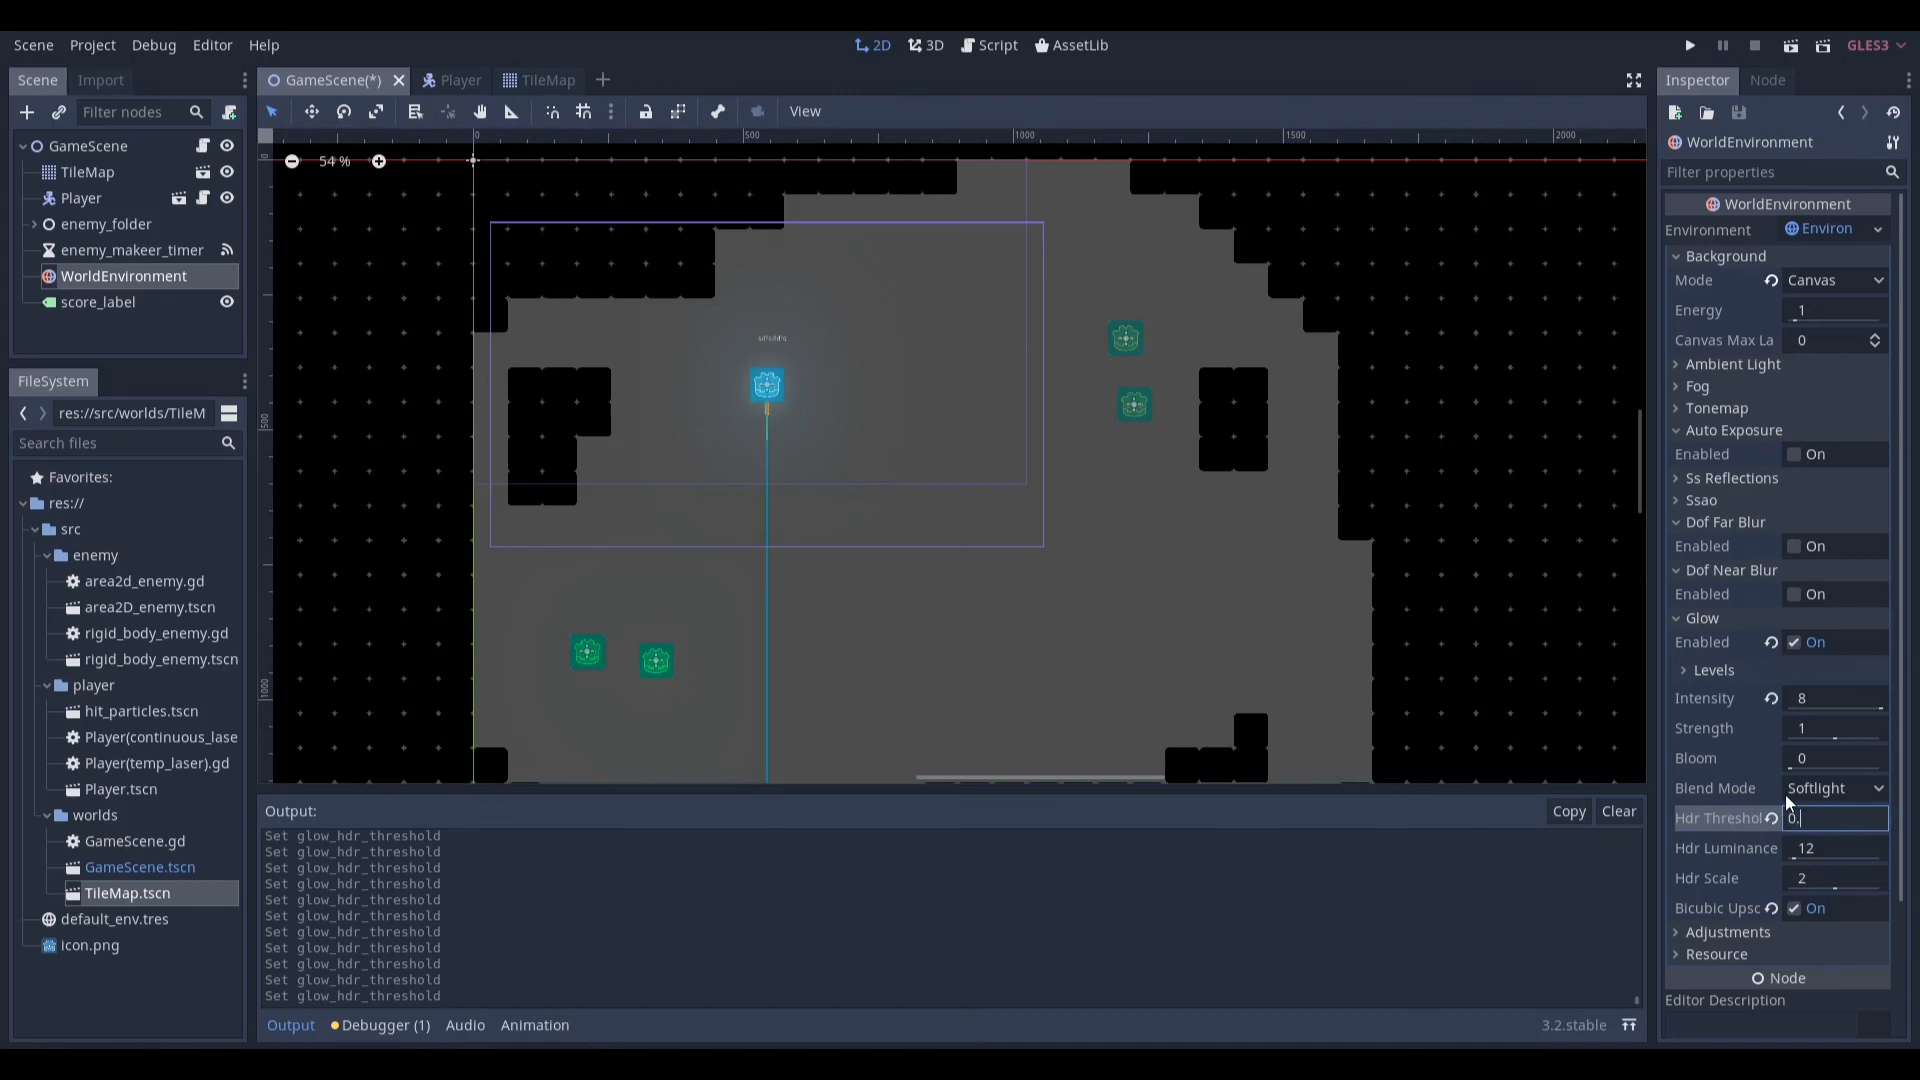 Scene Project Debug Editor Help
2D 3D Script AssetLib
GLES3
Scene Import
GameScene(*) Player TileMap
Inspector Node
Filter nodes
View
GameScene
TileMap
Player
enemy_folder
enemy_makeer_timer
WorldEnvironment
score_label
FileSystem
res://src/worlds/TileM
Search files
Favorites:
res://
src
enemy
area2d_enemy.gd
area2D_enemy.tscn
rigid_body_enemy.gd
rigid_body_enemy.tscn
player
hit_particles.tscn
Player(continuous_lase
Player(temp_laser).gd
Player.tscn
worlds
GameScene.gd
GameScene.tscn
TileMap.tscn
default_env.tres
icon.png
0 500 1000 1500 2000
54 %
0
500
1000
Output:
Copy Clear
Set glow_hdr_threshold
Set glow_hdr_threshold
Set glow_hdr_threshold
Set glow_hdr_threshold
Set glow_hdr_threshold
Set glow_hdr_threshold
Set glow_hdr_threshold
Set glow_hdr_threshold
Set glow_hdr_threshold
Set glow_hdr_threshold
Set glow_hdr_threshold
Output Debugger (1) Audio Animation
3.2.stable
WorldEnvironment
Filter properties
WorldEnvironment
Environment Environ
Background
Mode Canvas
Energy 1
Canvas Max La 0
Ambient Light
Fog
Tonemap
Auto Exposure
Enabled On
Ss Reflections
Ssao
Dof Far Blur
Enabled On
Dof Near Blur
Enabled On
Glow
Enabled On
Levels
Intensity 8
Strength 1
Bloom 0
Blend Mode Softlight
Hdr Threshol 0.
Hdr Luminance 12
Hdr Scale 2
Bicubic Upsc On
Adjustments
Resource
Node
Editor Description